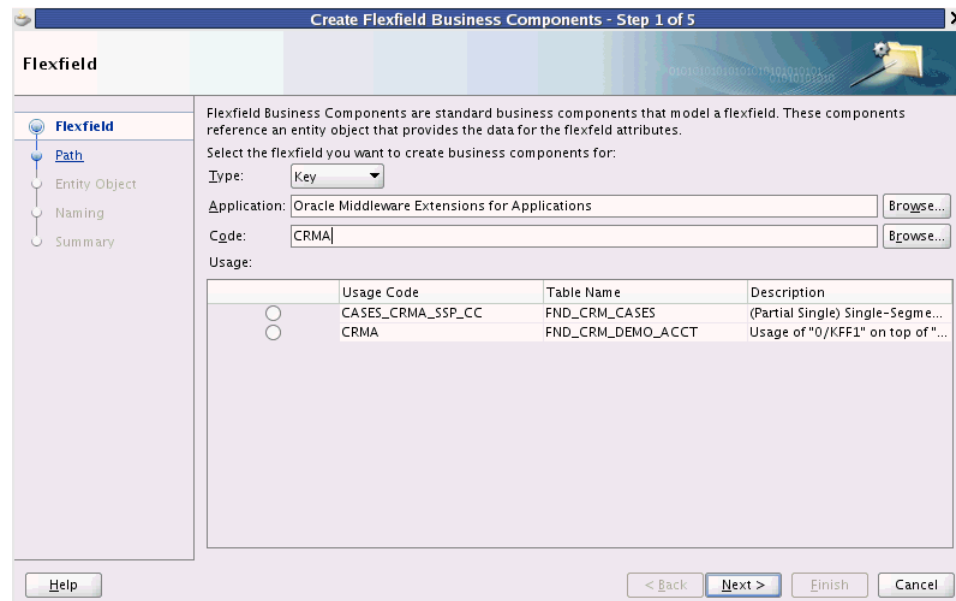 Create Flexfield Business Components - Step 1 of 5
Flexfield
Flexfield
Path
Entity Object
Naming
Summary
Flexfield Business Components are standard business components that model a flexfield. These components
reference an entity object that provides the data for the flexfeld attributes.
Select the flexfield you want to create business components for:
Type: Key
Application: Oracle Middleware Extensions for Applications Browse...
Code: CRMA Browse...
Usage:
Usage Code Table Name Description
CASES_CRMA_SSP_CC FND_CRM_CASES (Partial Single) Single-Segme...
CRMA FND_CRM_DEMO_ACCT Usage of "0/KFF1" on top of "...
Help < Back Next > Finish Cancel